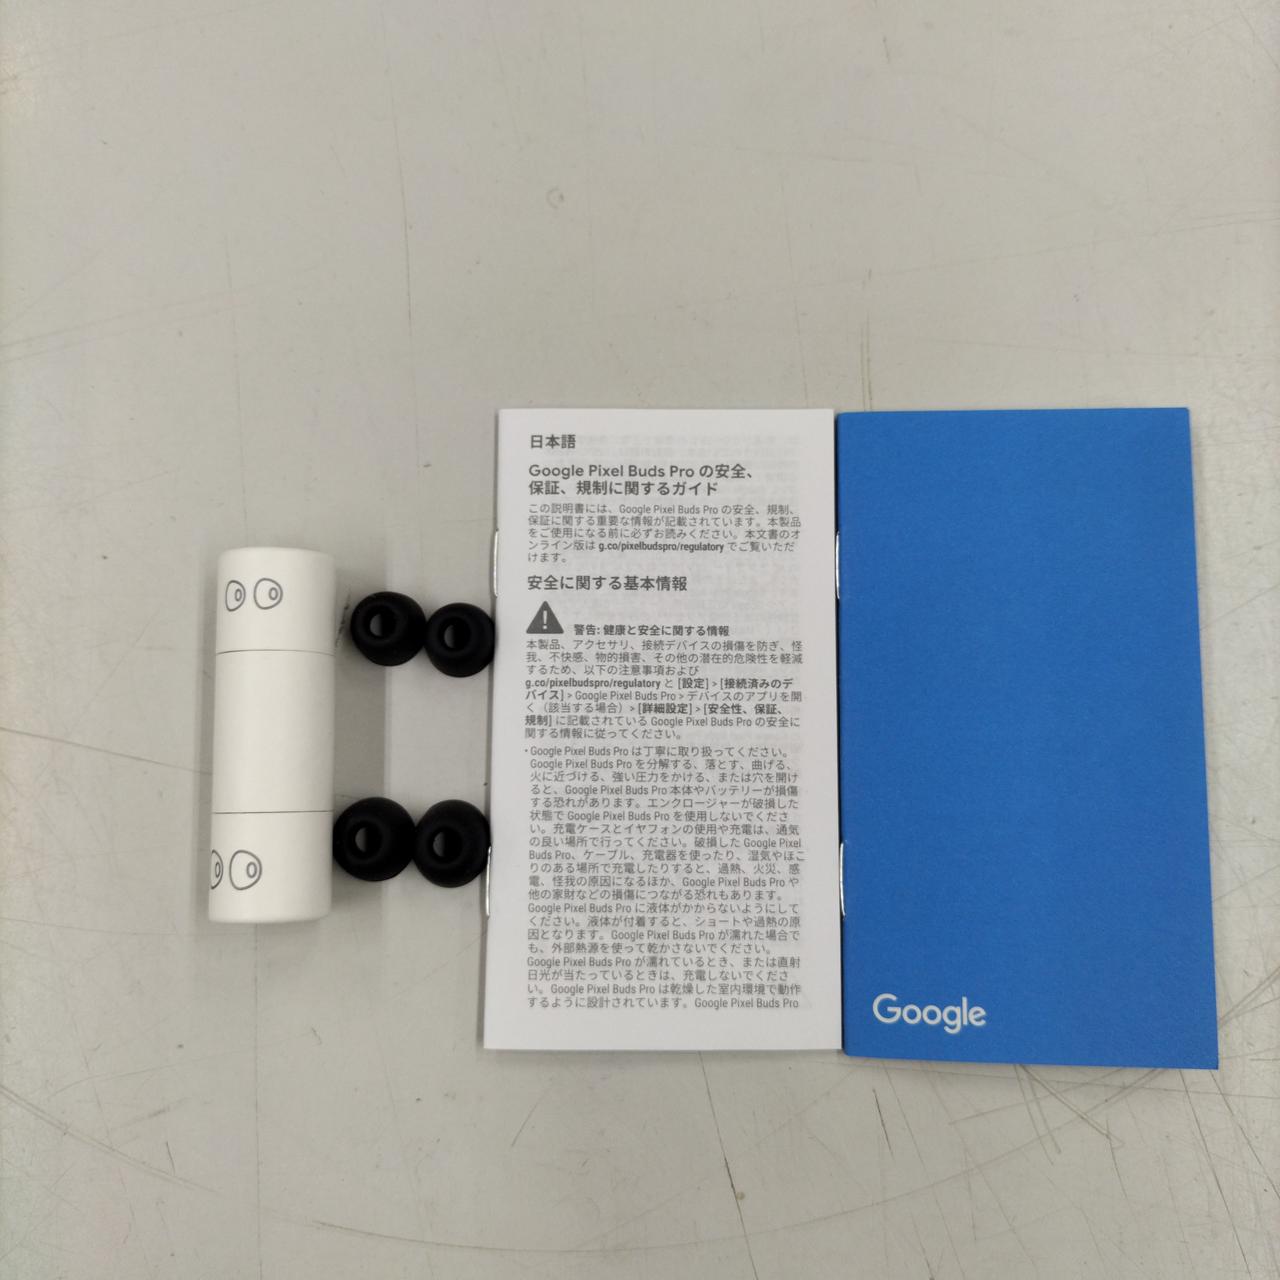 日本語
Google Pixel Buds Pro の安全、
保証、規制に関するガイド
この説明書には、Google Pixel Buds Pro の安全、規制、
保証に関する重要な情報が記載されています。本製品
をご使用になる前に必ずお読みください。本文書のオ
ンライン版は g.co/pixelbudspro/regulatory でご覧いただ
けます。
安全に関する基本情報
警告: 健康と安全に関する情報
本製品、アクセサリ、接続デバイスの損傷を防ぎ、怪
我、不快感、物的損害、その他の潜在的危険性を軽減
するため、以下の注意事項および
g.co/pixelbudspro/regulatory と [設定] > [接続済みのデ
バイス] > Google Pixel Buds Pro > デバイスのアプリを開
く（該当する場合）> [詳細設定] > [安全性、保証、
規制] に記載されている Google Pixel Buds Pro の安全に
関する情報に従ってください。
• Google Pixel Buds Pro は丁寧に取り扱ってください。
Google Pixel Buds Pro を分解する、落とす、曲げる、
火に近づける、強い圧力をかける、または穴を開け
ると、Google Pixel Buds Pro 本体やバッテリーが損傷
する恐れがあります。エンクロージャーが破損した
状態で Google Pixel Buds Pro を使用しないでくださ
い。充電ケースとイヤフォンの使用や充電は、通気
の良い場所で行ってください。破損した Google Pixel
Buds Pro、ケーブル、充電器を使ったり、湿気やほこ
りのある場所で充電したりすると、過熱、火災、感
電、怪我の原因になるほか、Google Pixel Buds Pro や
他の家財などの損傷につながる恐れもあります。
Google Pixel Buds Pro に液体がかからないようにして
ください。液体が付着すると、ショートや過熱の原
因となります。Google Pixel Buds Pro が濡れた場合で
も、外部熱源を使って乾かさないでください。
Google Pixel Buds Pro が濡れているとき、または直射
日光が当たっているときは、充電しないでくださ
い。Google Pixel Buds Pro は乾燥した室内環境で動作
するように設計されています。Google Pixel Buds Pro
Google